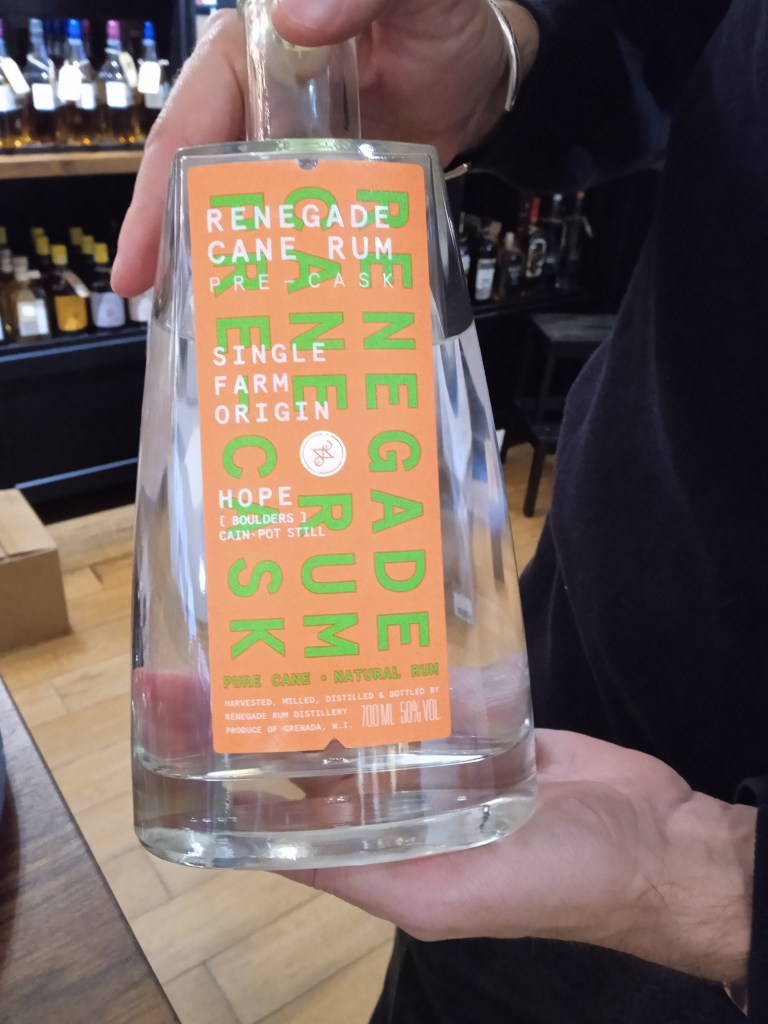 RENEGADE
CANE RUM
PRE-CASK
SINGLE
FARM
ORIGIN
HOPE
[ BOULDERS ]
CAIN·POT STILL
RENEGADE
CANE RUM
PRE-CASK
PURE CANE · NATURAL RUM
HARVESTED, MILLED, DISTILLED & BOTTLED BY
RENEGADE RUM DISTILLERY
PRODUCE OF GRENADA, W.I.
700 ML 50% VOL